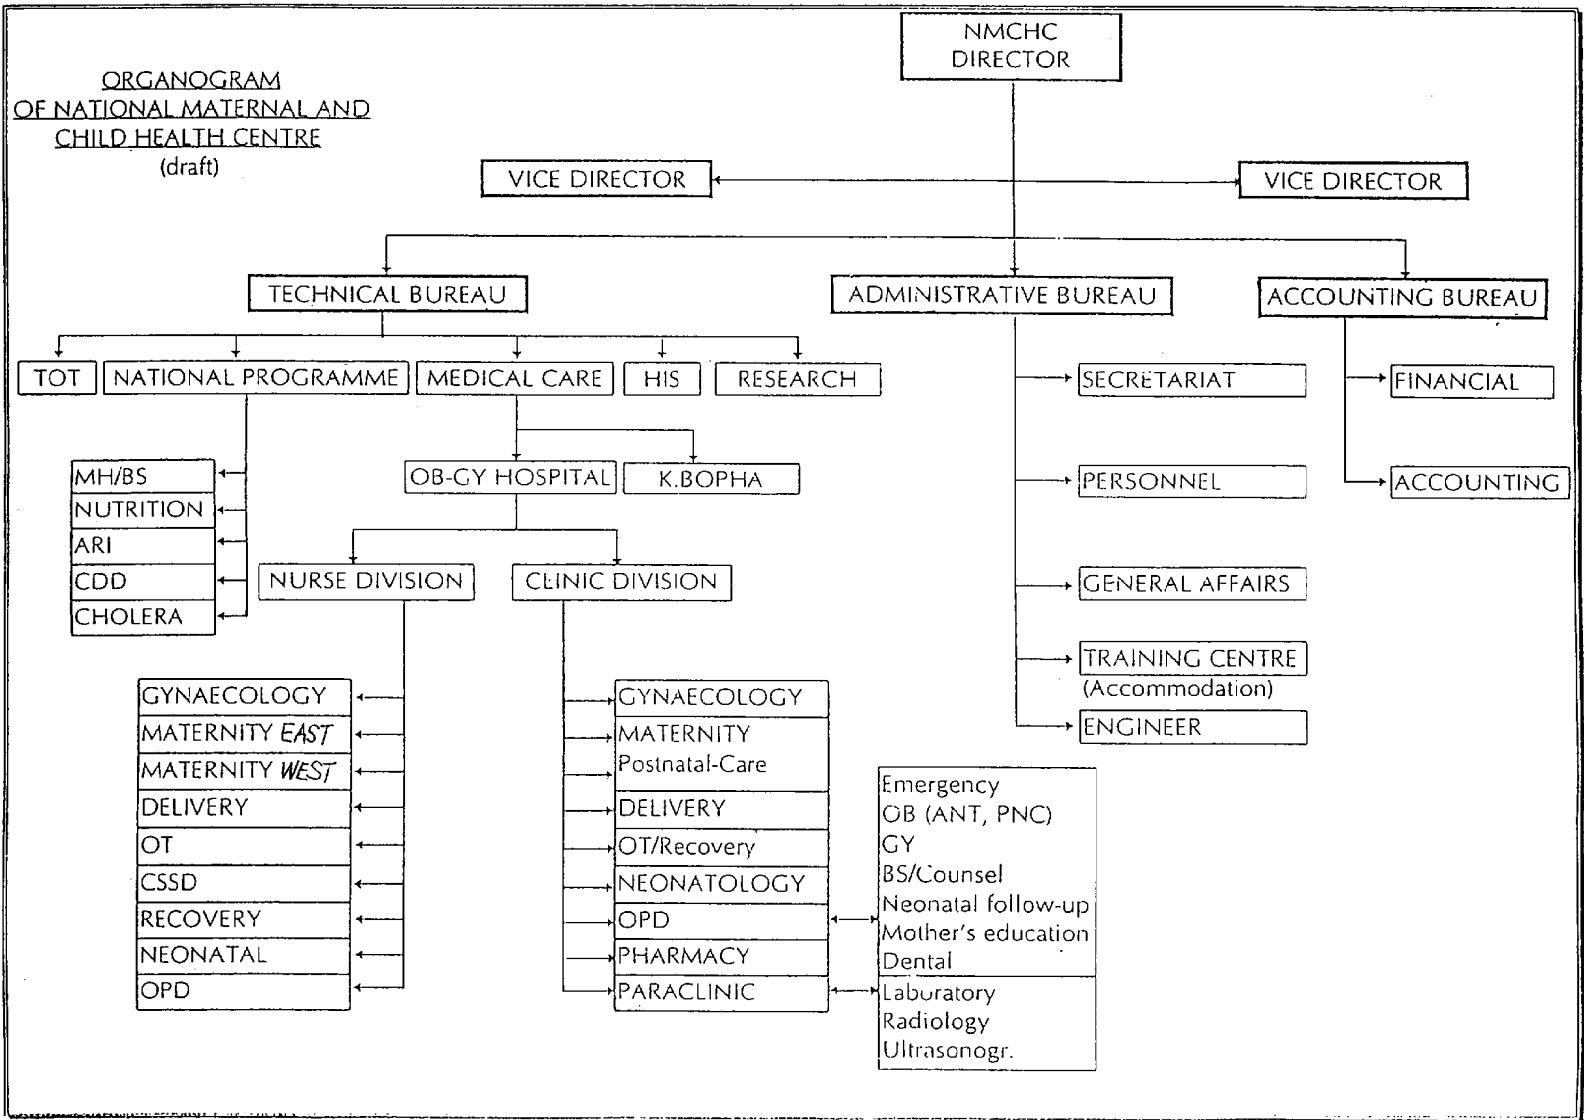 NMCHC
DIRECTOR
ORGANOGRAM
OF NATIONAL MATERNAL AND
CHILD HEALTH CENTRE
(draft)
VICE DIRECTOR
VICE DIRECTOR
TECHNICAL BUREAU
ADMINISTRATIVE BUREAU
ACCOUNTING BUREAU
TOT
NATIONAL PROGRAMME
MEDICAL CARE
HIS
RESEARCH
SECRETARIAT
PERSONNEL
GENERAL AFFAIRS
TRAINING CENTRE
(Accommodation)
ENGINEER
FINANCIAL
ACCOUNTING
MH/BS
NUTRITION
ARI
CDD
CHOLERA
OB-GY HOSPITAL
K.BOPHA
NURSE DIVISION
CLINIC DIVISION
GYNAECOLOGY
MATERNITY EAST
MATERNITY WEST
DELIVERY
OT
CSSD
RECOVERY
NEONATAL
OPD
GYNAECOLOGY
MATERNITY
Postnatal-Care
DELIVERY
OT/Recovery
NEONATOLOGY
OPD
PHARMACY
PARACLINIC
Emergency
OB (ANT, PNC)
GY
BS/Counsel
Neonatal follow-up
Mother's education
Dental
Laburatory
Radiology
Ultrasonogr.